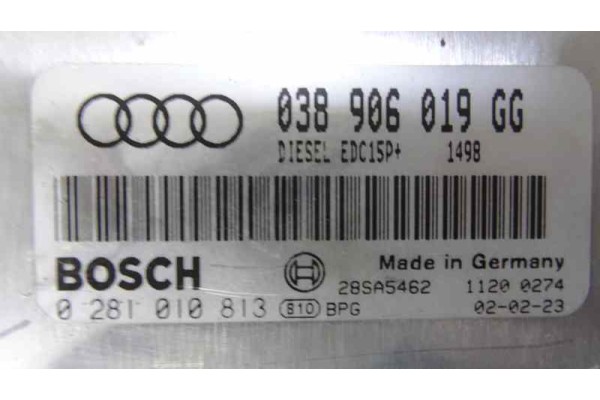 038 906 019 GG
DIESEL EDC15P+ 1498
BOSCH
Made in Germany
28SA5462 1120 0274
0 281 010 813 S10 BPG 02-02-23